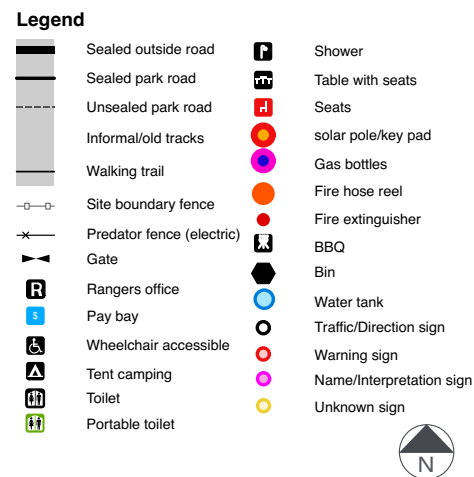 Legend
Sealed outside road
Sealed park road
Unsealed park road
Informal/old tracks
Walking trail
Site boundary fence
Predator fence (electric)
Gate
R Rangers office
$ Pay bay
Wheelchair accessible
Tent camping
Toilet
Portable toilet
Shower
Table with seats
Seats
solar pole/key pad
Gas bottles
Fire hose reel
Fire extinguisher
BBQ
Bin
Water tank
Traffic/Direction sign
Warning sign
Name/Interpretation sign
Unknown sign
N